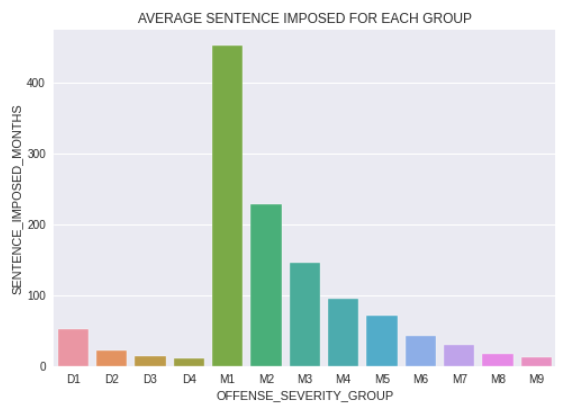 AVERAGE SENTENCE IMPOSED FOR EACH GROUP
SENTENCE_IMPOSED_MONTHS
400
300
200
100
0
D1 D2 D3 D4 M1 M2 M3 M4 M5 M6 M7 M8 M9
OFFENSE_SEVERITY_GROUP